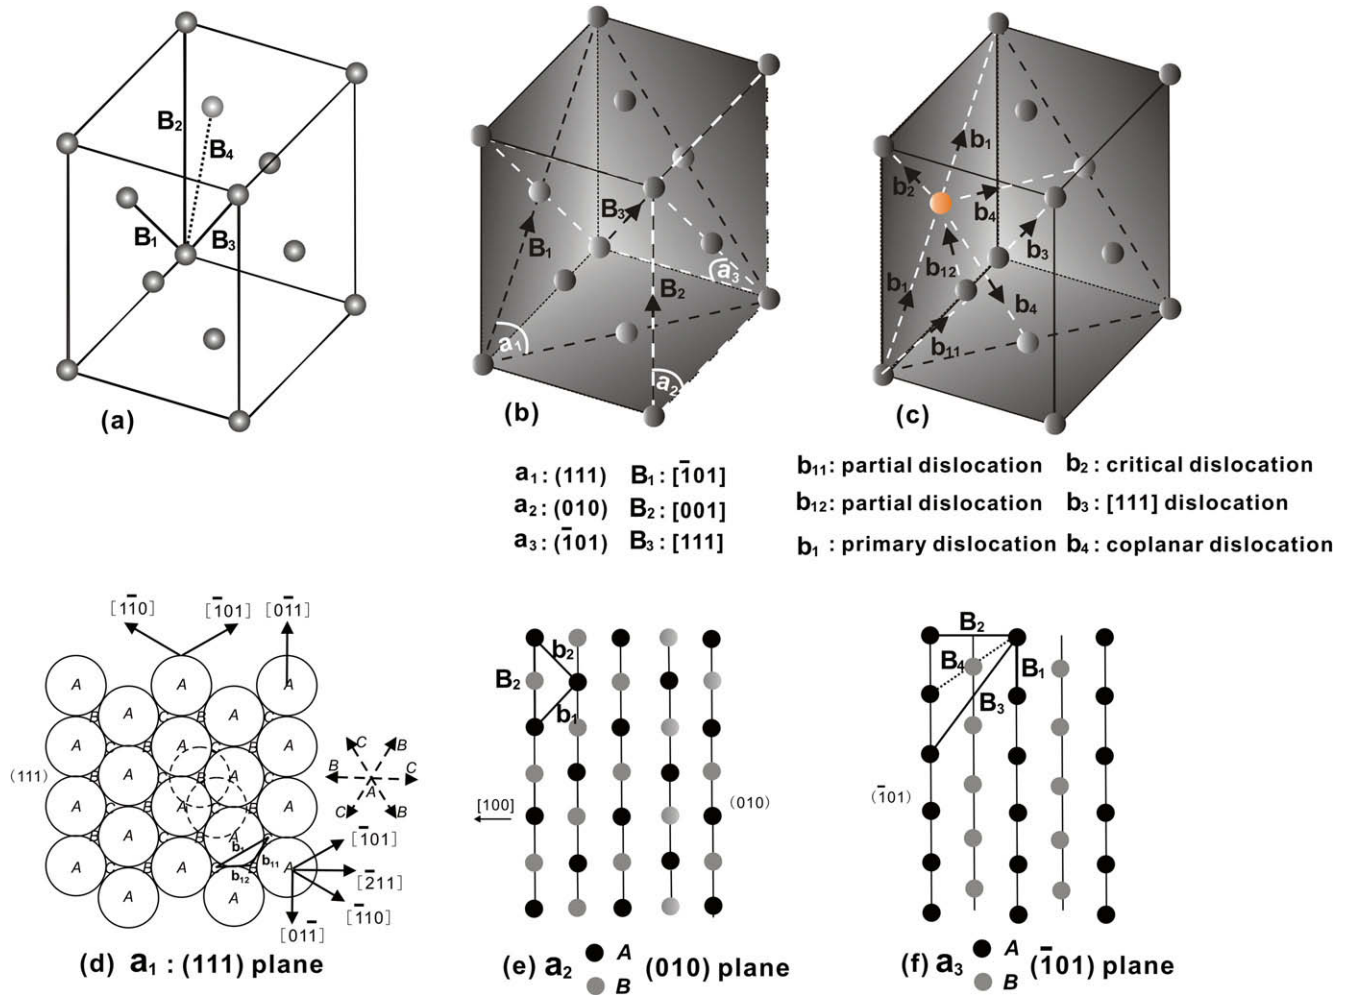 B₂
B₄
B₁
B₃
(a)
B₃
B₁
B₂
a₃
a₁
a₂
(b)
b₁
b₂
b₄
b₃
b₁₂
b₁
b₄
b₁₁
(c)
a₁ : (111) B₁ : [1̄01]
a₂ : (010) B₂ : [001]
a₃ : (1̄01) B₃ : [111]
b₁₁ : partial dislocation b₂ : critical dislocation
b₁₂ : partial dislocation b₃ : [111] dislocation
b₁ : primary dislocation b₄ : coplanar dislocation
[11̄0] [1̄01] [01̄1]
A A A
A A
A A A
A A
(111) A A A
A A
A A A
A A
C B
B C
A
C B
b₁
b₁₁
b₁₂
[1̄01]
[2̄11]
[1̄10]
[011̄]
(d) a₁ : (111) plane
b₂
B₂
b₁
[100]
(010)
(e) a₂ A (010) plane
B
B₂
B₄
B₁
B₃
(1̄01)
(f) a₃ A (1̄01) plane
B